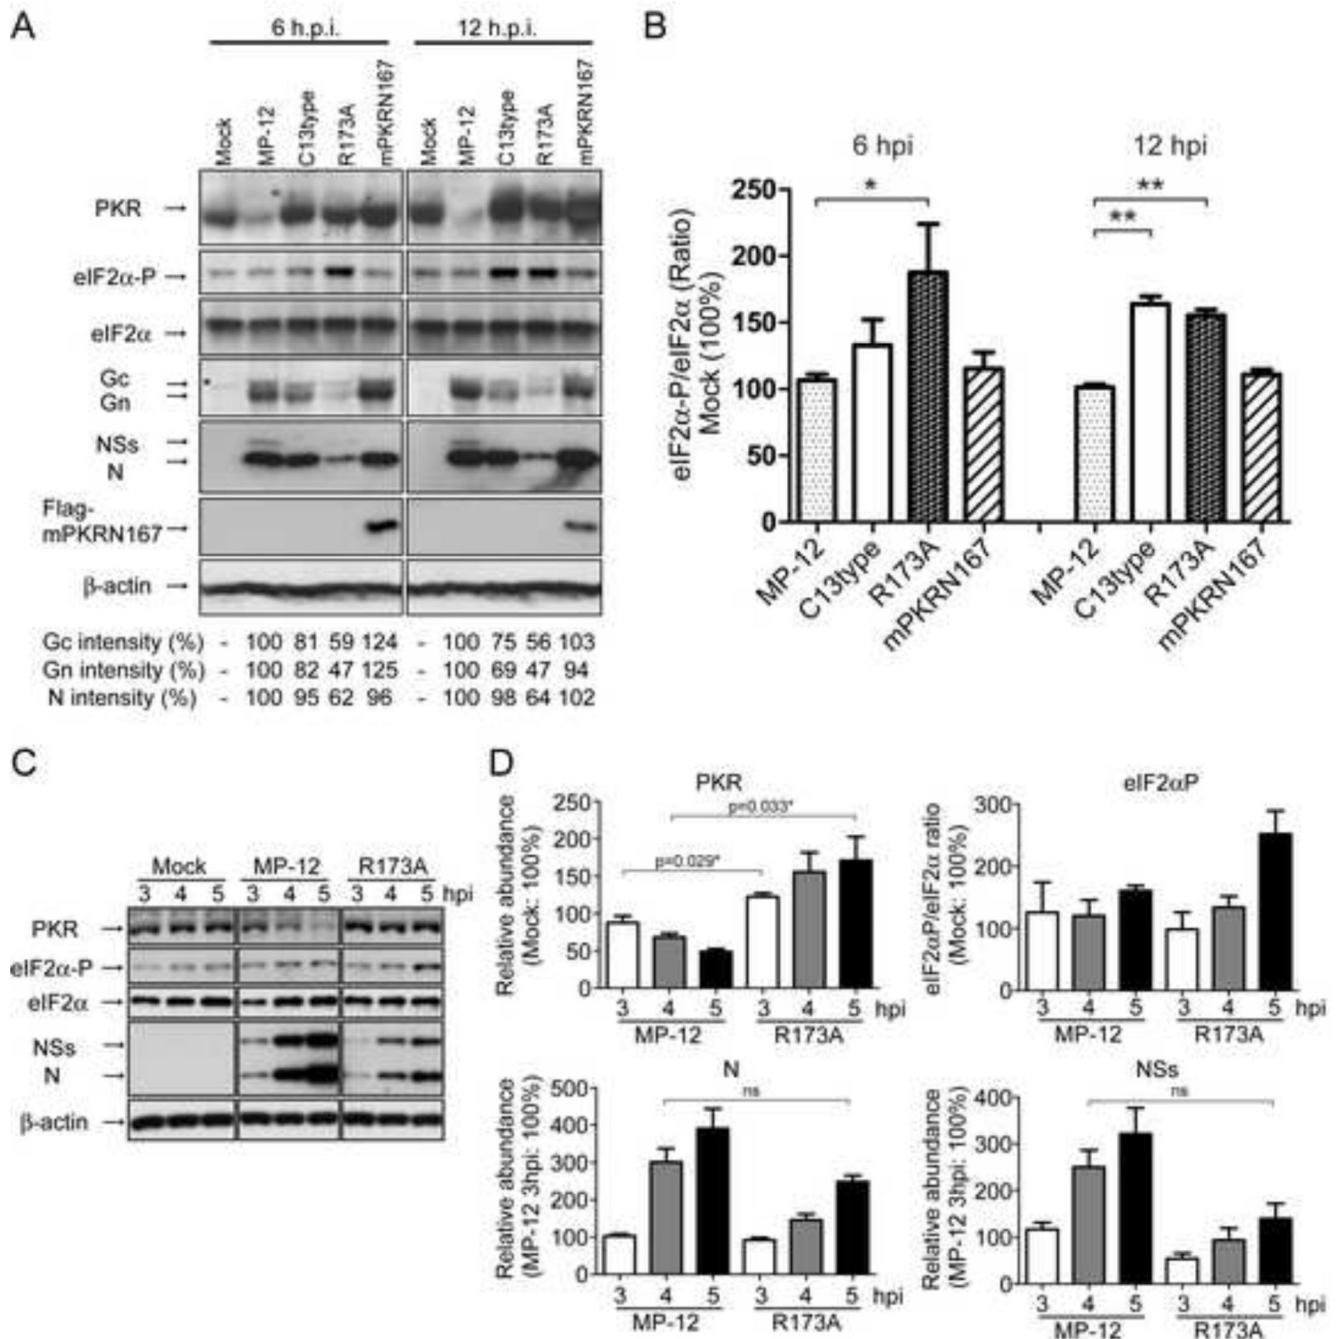 A
6 h.p.i.
12 h.p.i.
Mock
MP-12
C13type
R173A
mPKRN167
Mock
MP-12
C13type
R173A
mPKRN167
PKR →
eIF2α-P →
eIF2α →
Gc →
Gn →
NSs →
N →
Flag-
mPKRN167→
β-actin →
Gc intensity (%) - 100 81 59 124 - 100 75 56 103
Gn intensity (%) - 100 82 47 125 - 100 69 47 94
N intensity (%) - 100 95 62 96 - 100 98 64 102
B
6 hpi
12 hpi
eIF2α-P/eIF2α (Ratio)
Mock (100%)
250
200
150
100
50
0
*
**
**
MP-12
C13type
R173A
mPKRN167
MP-12
C13type
R173A
mPKRN167
C
Mock MP-12 R173A
3 4 5 3 4 5 3 4 5 hpi
PKR →
eIF2α-P →
eIF2α →
NSs →
N →
β-actin →
D
PKR
Relative abundance
(Mock: 100%)
250
200
150
100
50
0
p=0.033*
p=0.029*
3 4 5 3 4 5 hpi
MP-12 R173A
eIF2αP
eIF2αP/eIF2α ratio
(Mock: 100%)
300
200
100
0
3 4 5 3 4 5 hpi
MP-12 R173A
N
Relative abundance
(MP-12 3hpi: 100%)
500
400
300
200
100
0
ns
3 4 5 3 4 5 hpi
MP-12 R173A
NSs
Relative abundance
(MP-12 3hpi: 100%)
400
300
200
100
0
ns
3 4 5 3 4 5 hpi
MP-12 R173A